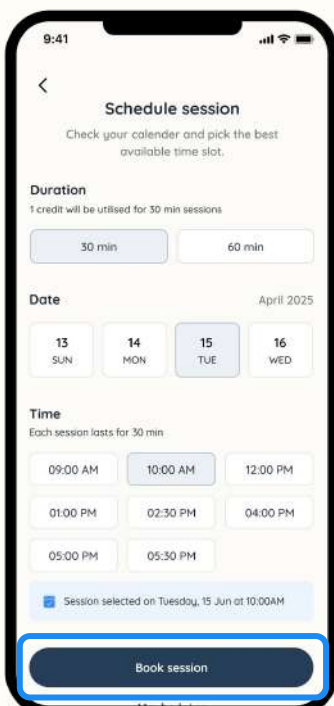 9:41
Schedule session
Check your calender and pick the best
available time slot.
Duration
1 credit will be utilised for 30 min sessions
30 min
60 min
Date
April 2025
13
SUN
14
MON
15
TUE
16
WED
Time
Each session lasts for 30 min
09:00 AM
10:00 AM
12:00 PM
01:00 PM
02:30 PM
04:00 PM
05:00 PM
05:30 PM
Session selected on Tuesday, 15 Jun at 10:00AM
Book session